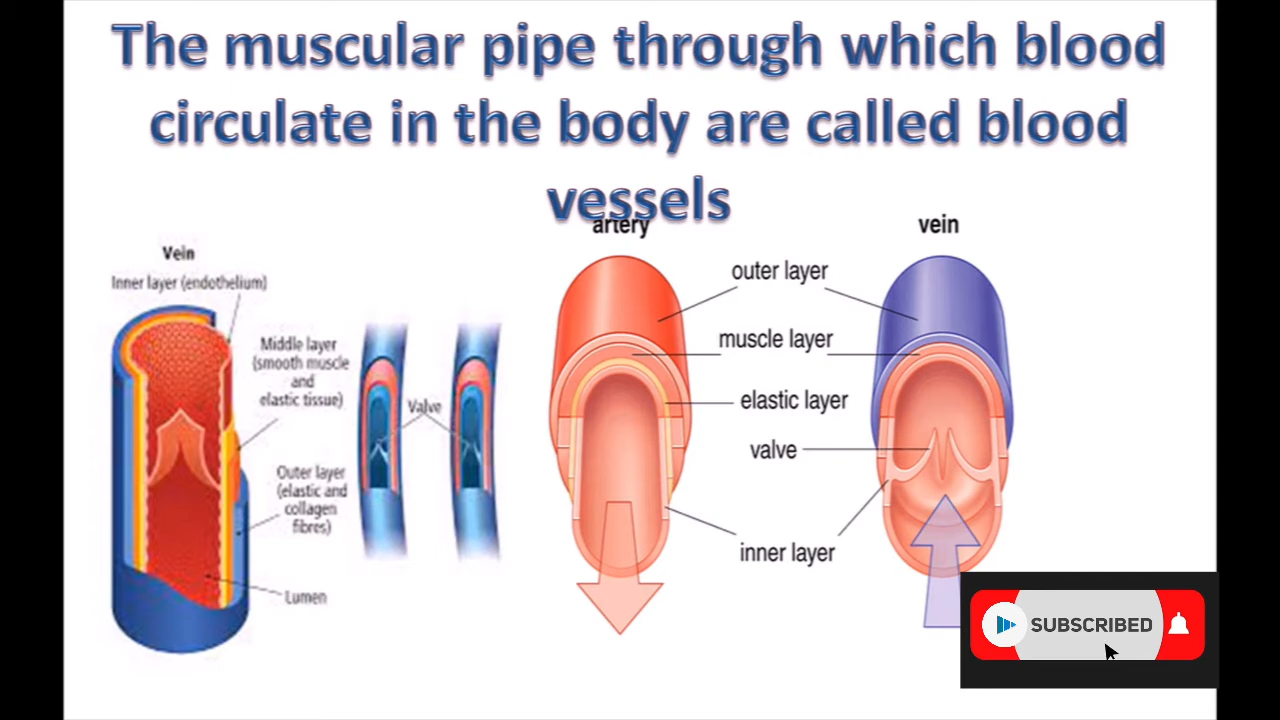 The muscular pipe through which blood
circulate in the body are called blood
vessels
Vein
Inner layer (endothelium)
Middle layer
(smooth muscle
and
elastic tissue)
Outer layer
(elastic and
collagen
fibres)
Lumen
Valve
artery
vein
outer layer
muscle layer
elastic layer
valve
inner layer
SUBSCRIBED